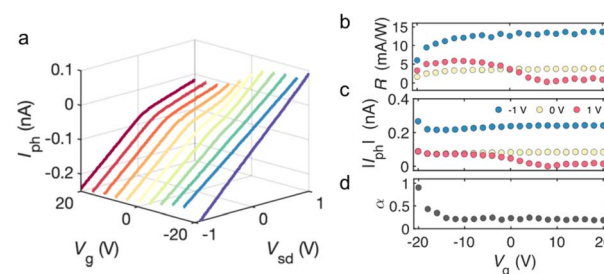 a
0.1
0
-0.1
-0.2
I_ph (nA)
20
0
-20
V_g (V)
-1
0
1
V_sd (V)
b
15
10
5
0
R (mA/W)
c
0.4
0.2
0
|I_ph| (nA)
-1 V
0 V
1 V
d
1
0.5
0
α
-20
-10
0
10
20
V_g (V)